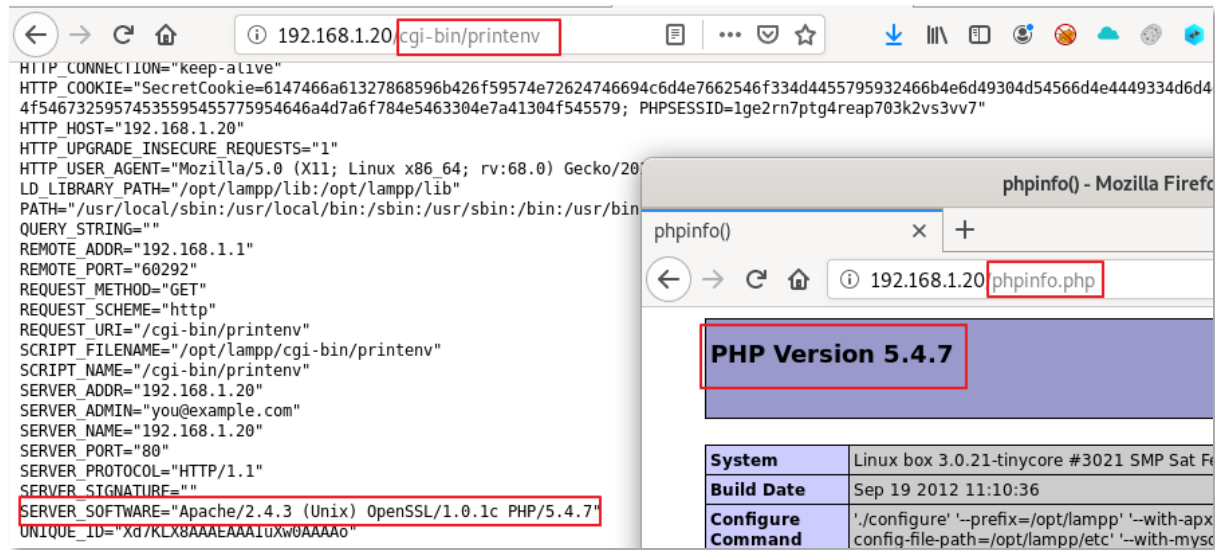 192.168.1.20/cgi-bin/printenv
HTTP_CONNECTION="keep-alive"
HTTP_COOKIE="SecretCookie=6147466a61327868596b426f59574e72624746694c6d4e7662546f334d4455795932466b4e6d49304d54566d4e4449334d6d4
4f5467325957453559545577595464​6a4d7a6f784e5463304e7a41304f545579; PHPSESSID=1ge2rn7ptg4reap703k2vs3vv7"
HTTP_HOST="192.168.1.20"
HTTP_UPGRADE_INSECURE_REQUESTS="1"
HTTP_USER_AGENT="Mozilla/5.0 (X11; Linux x86_64; rv:68.0) Gecko/20
LD_LIBRARY_PATH="/opt/lampp/lib:/opt/lampp/lib"
PATH="/usr/local/sbin:/usr/local/bin:/sbin:/usr/sbin:/bin:/usr/bin
QUERY_STRING=""
REMOTE_ADDR="192.168.1.1"
REMOTE_PORT="60292"
REQUEST_METHOD="GET"
REQUEST_SCHEME="http"
REQUEST_URI="/cgi-bin/printenv"
SCRIPT_FILENAME="/opt/lampp/cgi-bin/printenv"
SCRIPT_NAME="/cgi-bin/printenv"
SERVER_ADDR="192.168.1.20"
SERVER_ADMIN="you@example.com"
SERVER_NAME="192.168.1.20"
SERVER_PORT="80"
SERVER_PROTOCOL="HTTP/1.1"
SERVER_SIGNATURE=""
SERVER_SOFTWARE="Apache/2.4.3 (Unix) OpenSSL/1.0.1c PHP/5.4.7"
UNIQUE_ID="Xd7KLX8AAAEAAAIuXw0AAAAo"
phpinfo() - Mozilla Firefo
phpinfo()
192.168.1.20/phpinfo.php
PHP Version 5.4.7
System Linux box 3.0.21-tinycore #3021 SMP Sat Fe
Build Date Sep 19 2012 11:10:36
Configure Command './configure' '--prefix=/opt/lampp' '--with-apx
config-file-path=/opt/lampp/etc' '--with-mysq